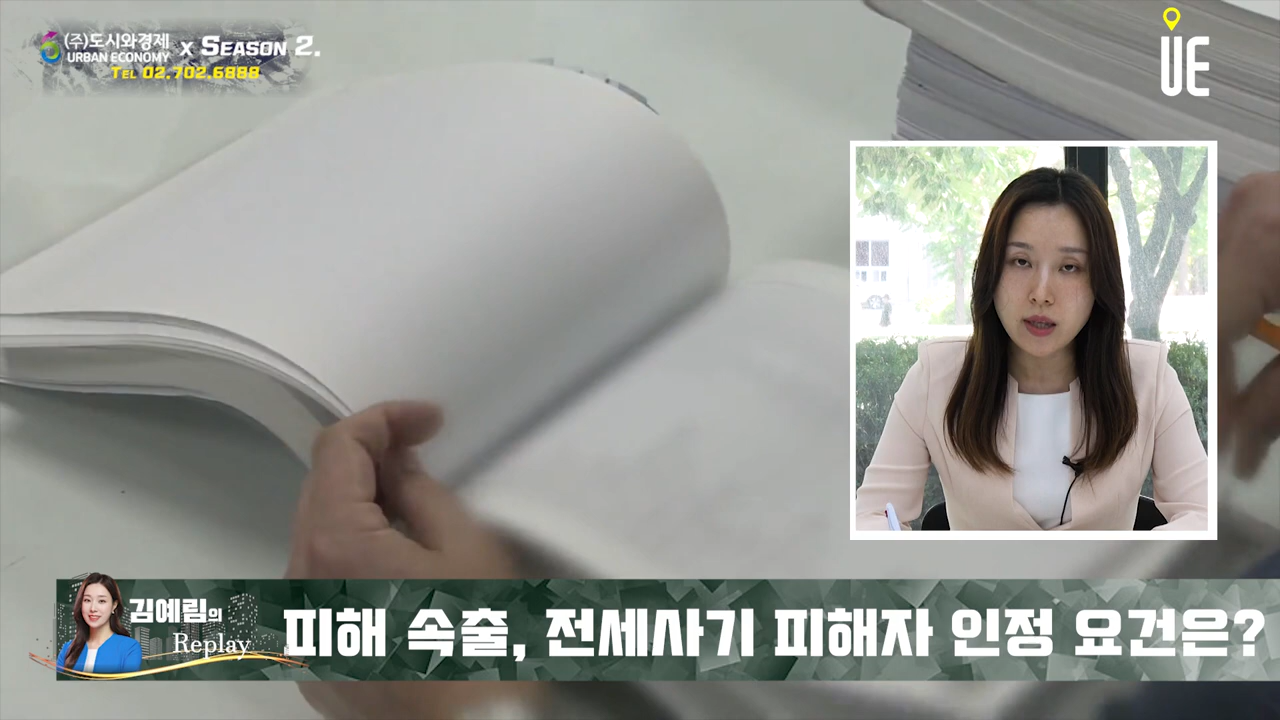 (주)도시와경제
URBAN ECONOMY x SEASON 2.
TEL 02.702.6888
UE
김예림의
Replay
피해 속출, 전세사기 피해자 인정 요건은?